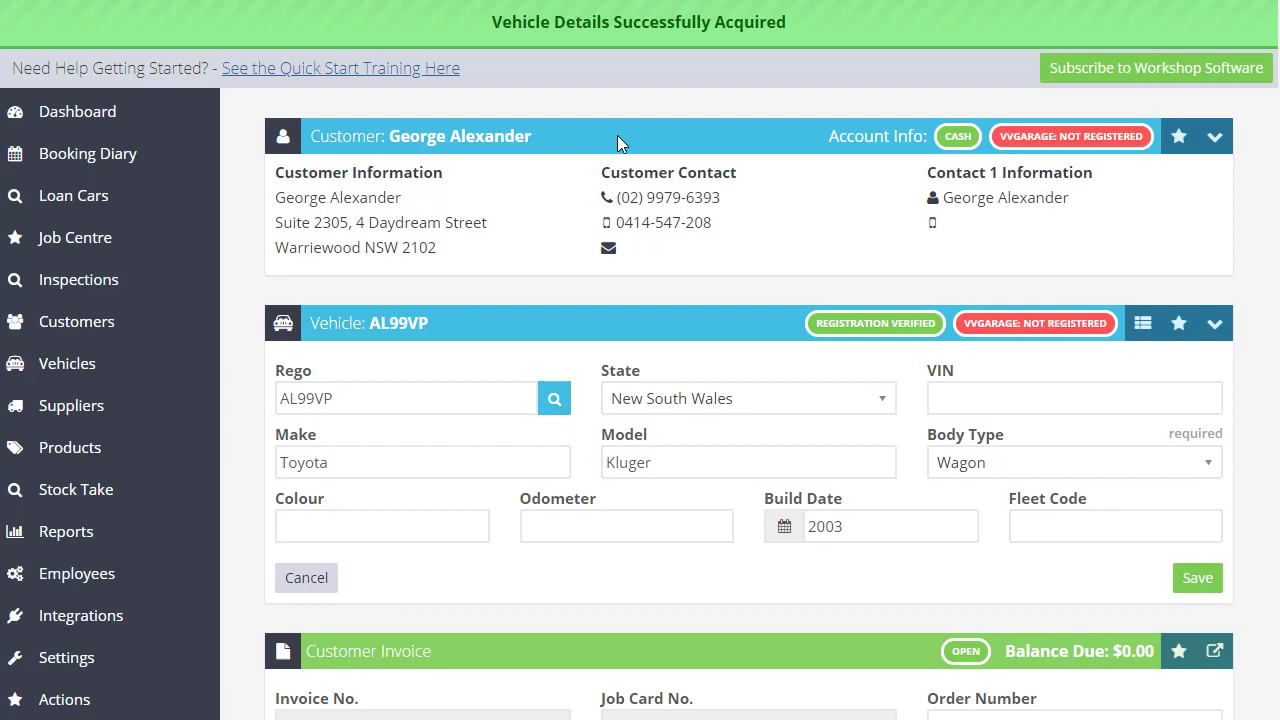 Vehicle Details Successfully Acquired
Need Help Getting Started? - See the Quick Start Training Here
Subscribe to Workshop Software
Dashboard
Booking Diary
Loan Cars
Job Centre
Inspections
Customers
Vehicles
Suppliers
Products
Stock Take
Reports
Employees
Integrations
Settings
Actions
Customer: George Alexander
Account Info: CASH VVGARAGE: NOT REGISTERED
Customer Information
George Alexander
Suite 2305, 4 Daydream Street
Warriewood NSW 2102
Customer Contact
(02) 9979-6393
0414-547-208
Contact 1 Information
George Alexander
Vehicle: AL99VP
REGISTRATION VERIFIED VVGARAGE: NOT REGISTERED
Rego State VIN
AL99VP New South Wales
Make Model Body Type required
Toyota Kluger Wagon
Colour Odometer Build Date Fleet Code
2003
Cancel Save
Customer Invoice OPEN Balance Due: $0.00
Invoice No. Job Card No. Order Number